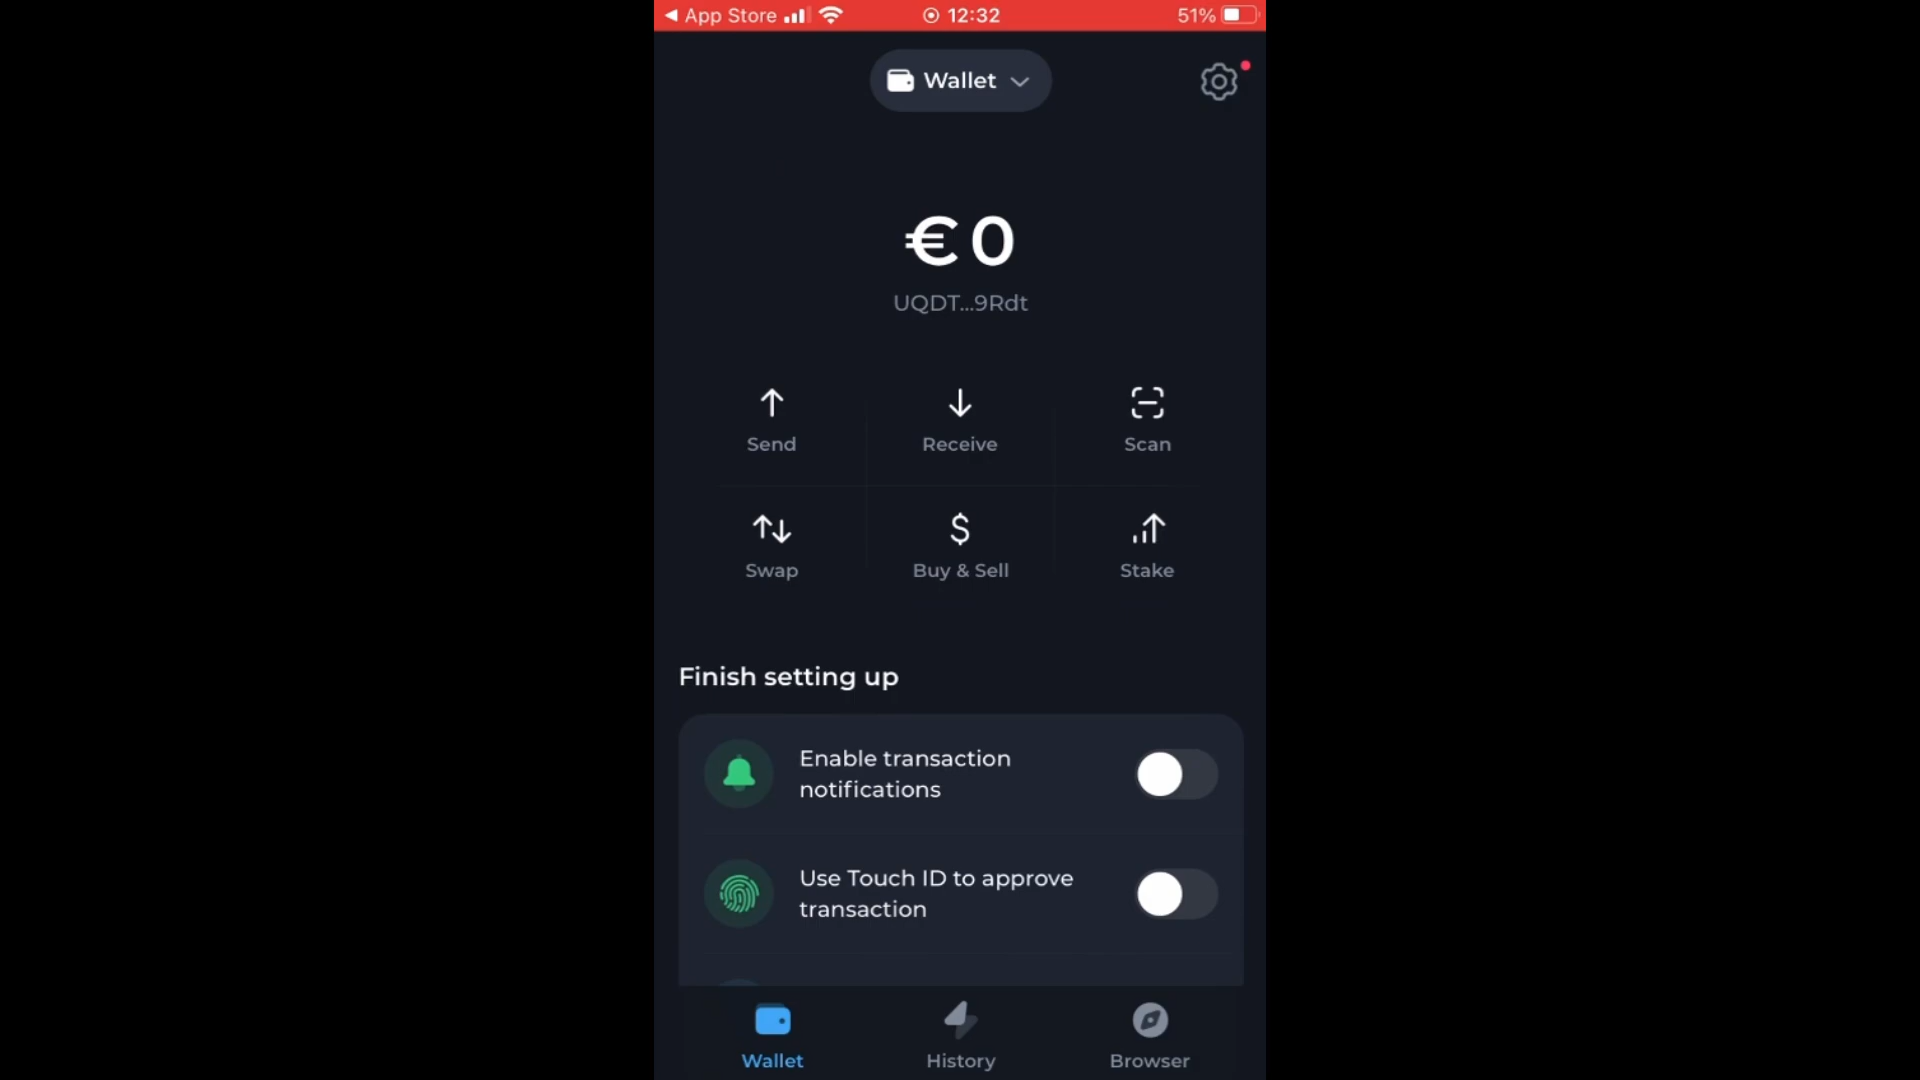 App Store 12:32 51%
Wallet
€0
UQDT...9Rdt
Send Receive Scan
Swap Buy & Sell Stake
Finish setting up
Enable transaction
notifications
Use Touch ID to approve
transaction
Wallet History Browser